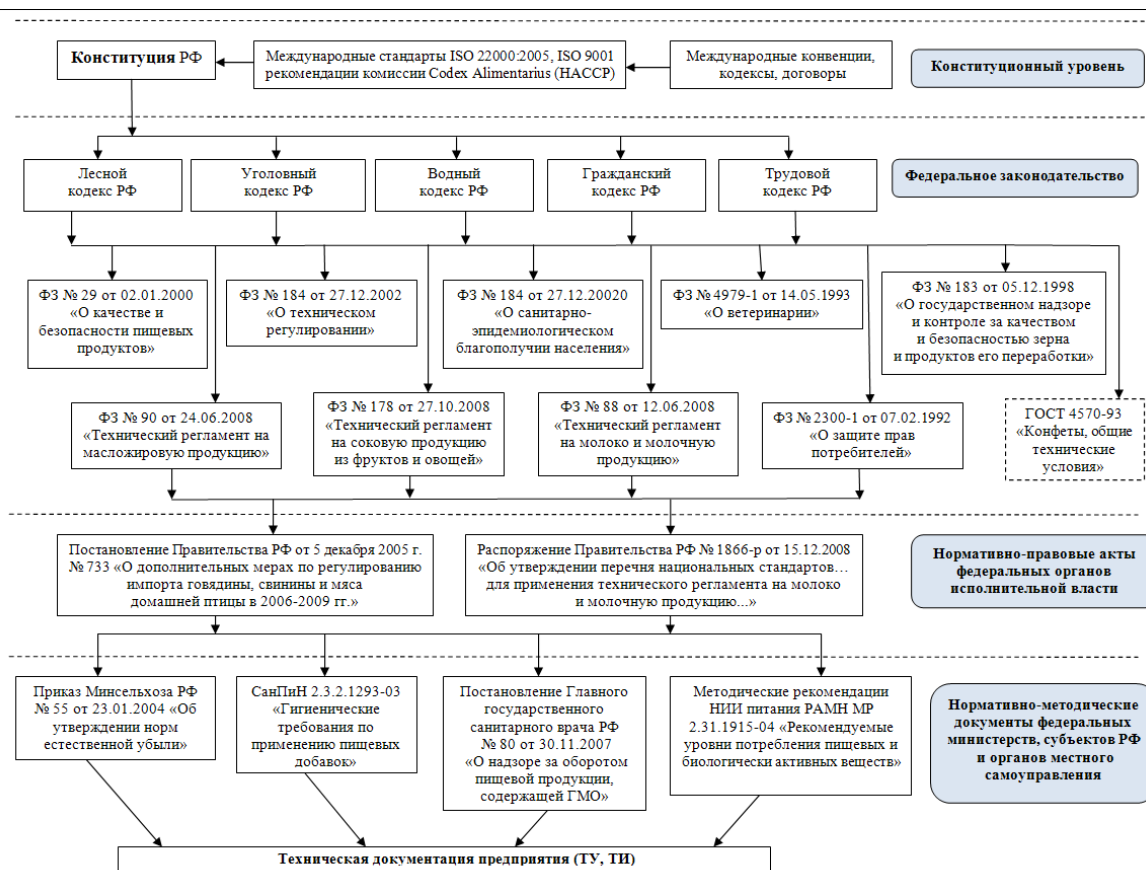 Конституция РФ
Международные стандарты ISO 22000:2005, ISO 9001
рекомендации комиссии Codex Alimentarius (НАССР)
Международные конвенции,
кодексы, договоры
Конституционный уровень
Лесной
кодекс РФ
Уголовный
кодекс РФ
Водный
кодекс РФ
Гражданский
кодекс РФ
Трудовой
кодекс РФ
Федеральное законодательство
ФЗ № 29 от 02.01.2000
«О качестве и
безопасности пищевых
продуктов»
ФЗ № 184 от 27.12.2002
«О техническом
регулировании»
ФЗ № 184 от 27.12.20020
«О санитарно-
эпидемиологическом
благополучии населения»
ФЗ № 4979-1 от 14.05.1993
«О ветеринарии»
ФЗ № 183 от 05.12.1998
«О государственном надзоре
и контроле за качеством
и безопасностью зерна
и продуктов его переработки»
ФЗ № 90 от 24.06.2008
«Технический регламент на
масложировую продукцию»
ФЗ № 178 от 27.10.2008
«Технический регламент
на соковую продукцию
из фруктов и овощей»
ФЗ № 88 от 12.06.2008
«Технический регламент
на молоко и молочную
продукцию»
ФЗ № 2300-1 от 07.02.1992
«О защите прав
потребителей»
ГОСТ 4570-93
«Конфеты, общие
технические
условия»
Постановление Правительства РФ от 5 декабря 2005 г.
№ 733 «О дополнительных мерах по регулированию
импорта говядины, свинины и мяса
домашней птицы в 2006-2009 гг.»
Распоряжение Правительства РФ № 1866-р от 15.12.2008
«Об утверждении перечня национальных стандартов…
для применения технического регламента на молоко
и молочную продукцию...»
Нормативно-правовые акты
федеральных органов
исполнительной власти
Приказ Минсельхоза РФ
№ 55 от 23.01.2004 «Об
утверждении норм
естественной убыли»
СанПиН 2.3.2.1293-03
«Гигиенические
требования по
применению пищевых
добавок»
Постановление Главного
государственного
санитарного врача РФ
№ 80 от 30.11.2007
«О надзоре за оборотом
пищевой продукции,
содержащей ГМО»
Методические рекомендации
НИИ питания РАМН МР
2.31.1915-04 «Рекомендуемые
уровни потребления пищевых и
биологически активных веществ»
Нормативно-методические
документы федеральных
министерств, субъектов РФ
и органов местного
самоуправления
Техническая документация предприятия (ТУ, ТИ)